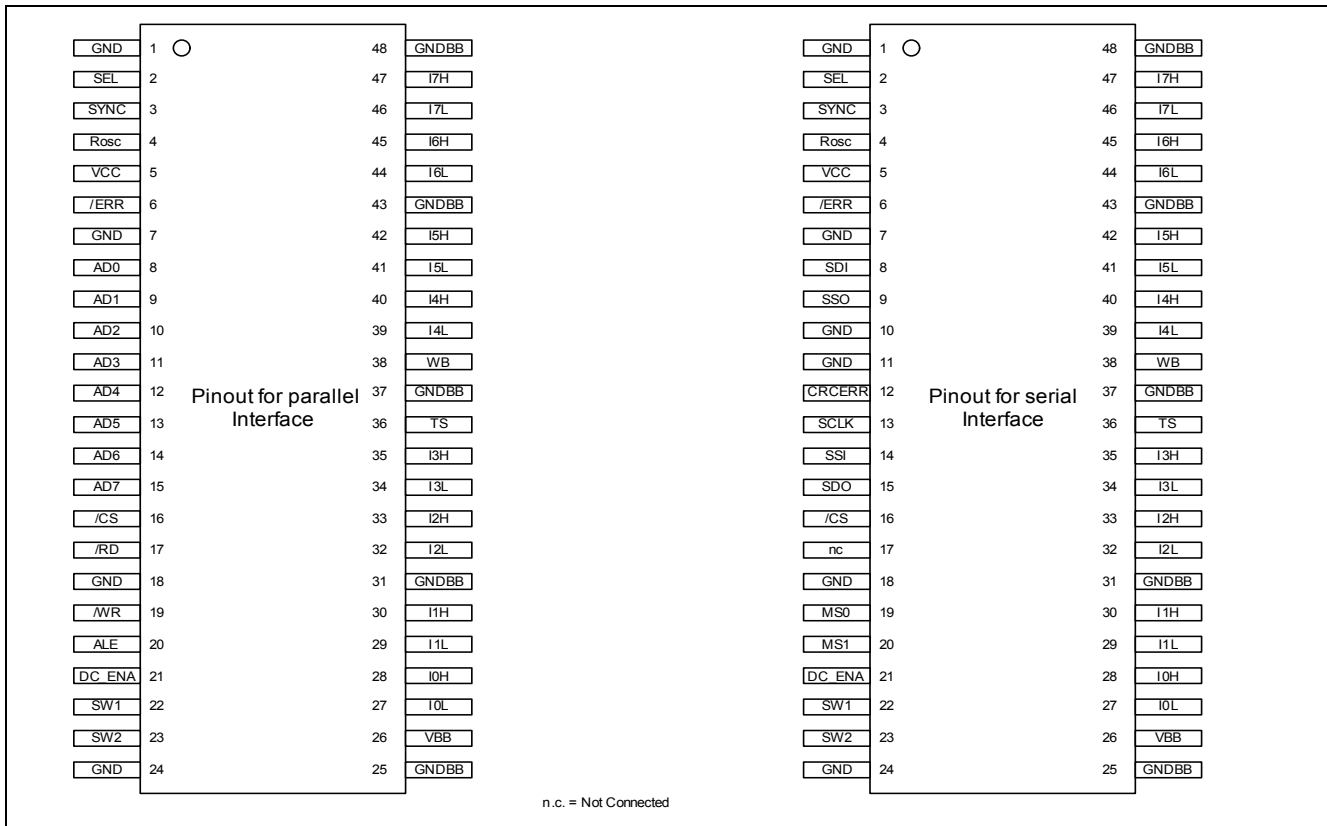 GND 1 48 GNDBB
SEL 2 47 I7H
SYNC 3 46 I7L
Rosc 4 45 I6H
VCC 5 44 I6L
/ERR 6 43 GNDBB
GND 7 42 I5H
AD0 8 41 I5L
AD1 9 40 I4H
AD2 10 39 I4L
AD3 11 38 WB
AD4 12 37 GNDBB
AD5 13 36 TS
AD6 14 35 I3H
AD7 15 34 I3L
/CS 16 33 I2H
/RD 17 32 I2L
GND 18 31 GNDBB
/WR 19 30 I1H
ALE 20 29 I1L
DC_ENA 21 28 I0H
SW1 22 27 I0L
SW2 23 26 VBB
GND 24 25 GNDBB
Pinout for parallel
Interface
GND 1 48 GNDBB
SEL 2 47 I7H
SYNC 3 46 I7L
Rosc 4 45 I6H
VCC 5 44 I6L
/ERR 6 43 GNDBB
GND 7 42 I5H
SDI 8 41 I5L
SSO 9 40 I4H
GND 10 39 I4L
GND 11 38 WB
CRCERR 12 37 GNDBB
SCLK 13 36 TS
SSI 14 35 I3H
SDO 15 34 I3L
/CS 16 33 I2H
nc 17 32 I2L
GND 18 31 GNDBB
MS0 19 30 I1H
MS1 20 29 I1L
DC_ENA 21 28 I0H
SW1 22 27 I0L
SW2 23 26 VBB
GND 24 25 GNDBB
Pinout for serial
Interface
n.c. = Not Connected